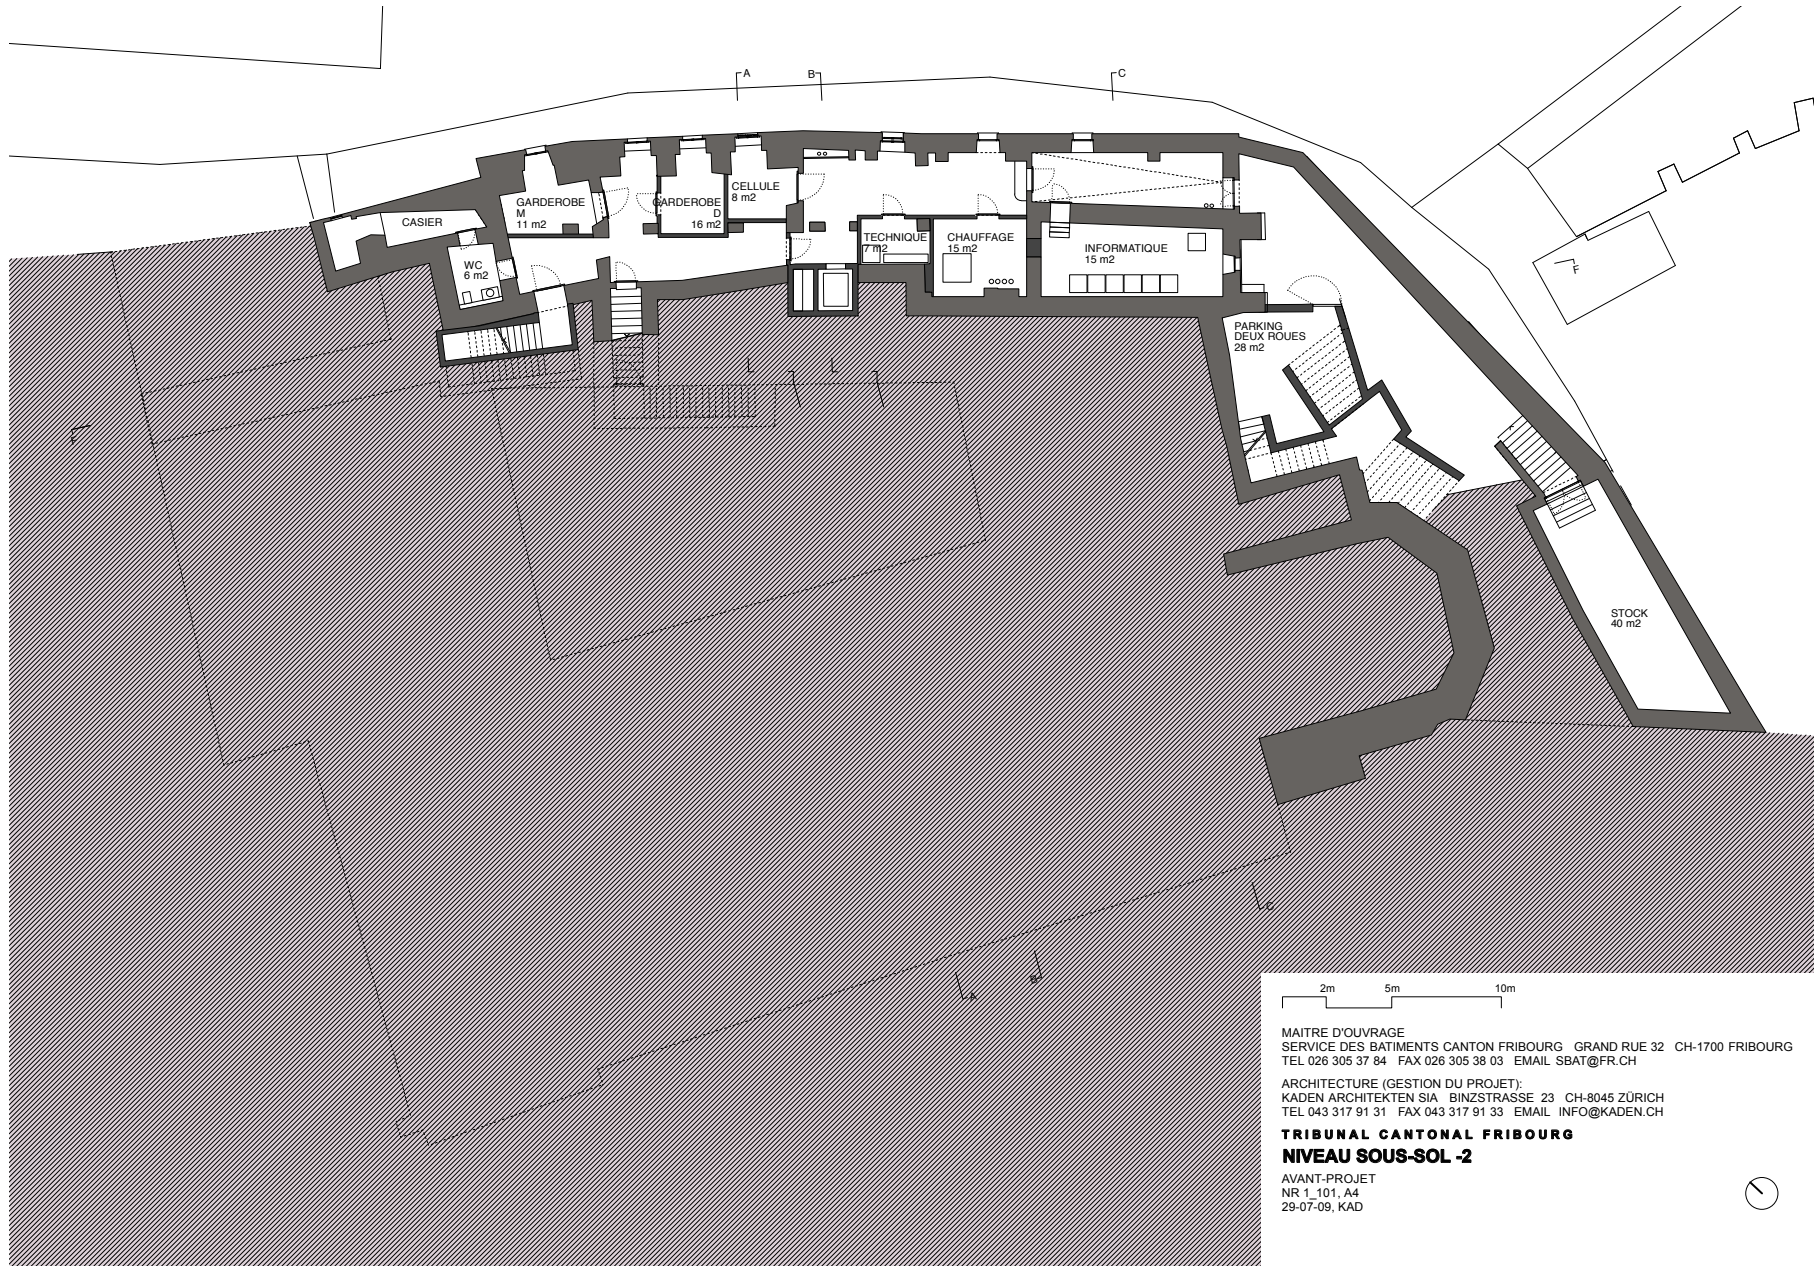 A
B
C
CASIER
GARDEROBE
M
11 m2
GARDEROBE
D
16 m2
CELLULE
8 m2
WC
6 m2
TECHNIQUE
7 m2
CHAUFFAGE
15 m2
INFORMATIQUE
15 m2
F
PARKING
DEUX ROUES
28 m2
F
STOCK
40 m2
C
B
A
2m 5m 10m
MAITRE D'OUVRAGE
SERVICE DES BATIMENTS CANTON FRIBOURG GRAND RUE 32 CH-1700 FRIBOURG
TEL 026 305 37 84 FAX 026 305 38 03 EMAIL SBAT@FR.CH
ARCHITECTURE (GESTION DU PROJET):
KADEN ARCHITEKTEN SIA BINZSTRASSE 23 CH-8045 ZÜRICH
TEL 043 317 91 31 FAX 043 317 91 33 EMAIL INFO@KADEN.CH
TRIBUNAL CANTONAL FRIBOURG
NIVEAU SOUS-SOL -2
AVANT-PROJET
NR 1_101, A4
29-07-09, KAD